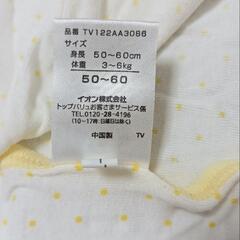 品番 TV122AA3086
サイズ
身長 50〜60cm
体重 3〜6kg
50-60
イオン株式会社
トップバリュお客さまサービス係
TEL.0120-28-4196
(10〜17時:日曜日は除く)
中国製 TV